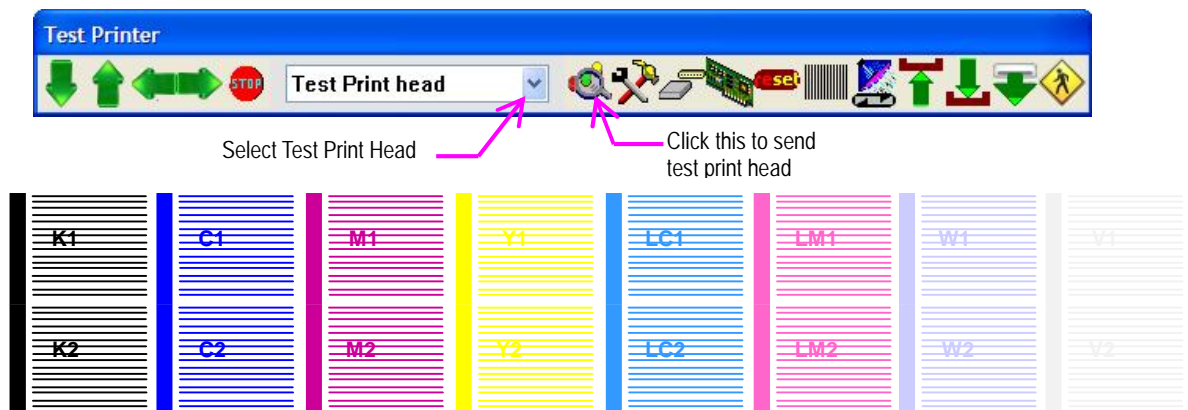 Test Printer
STOP
Test Print head
reset
Select Test Print Head
Click this to send
test print head
K1 C1 M1 Y1 LC1 LM1 W1 V1
K2 C2 M2 Y2 LC2 LM2 W2 V2